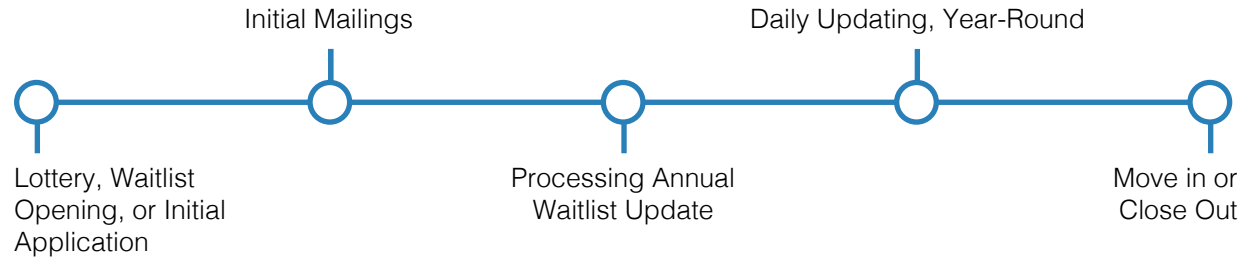 Initial Mailings
Daily Updating, Year-Round
Lottery, Waitlist
Opening, or Initial
Application
Processing Annual
Waitlist Update
Move in or
Close Out